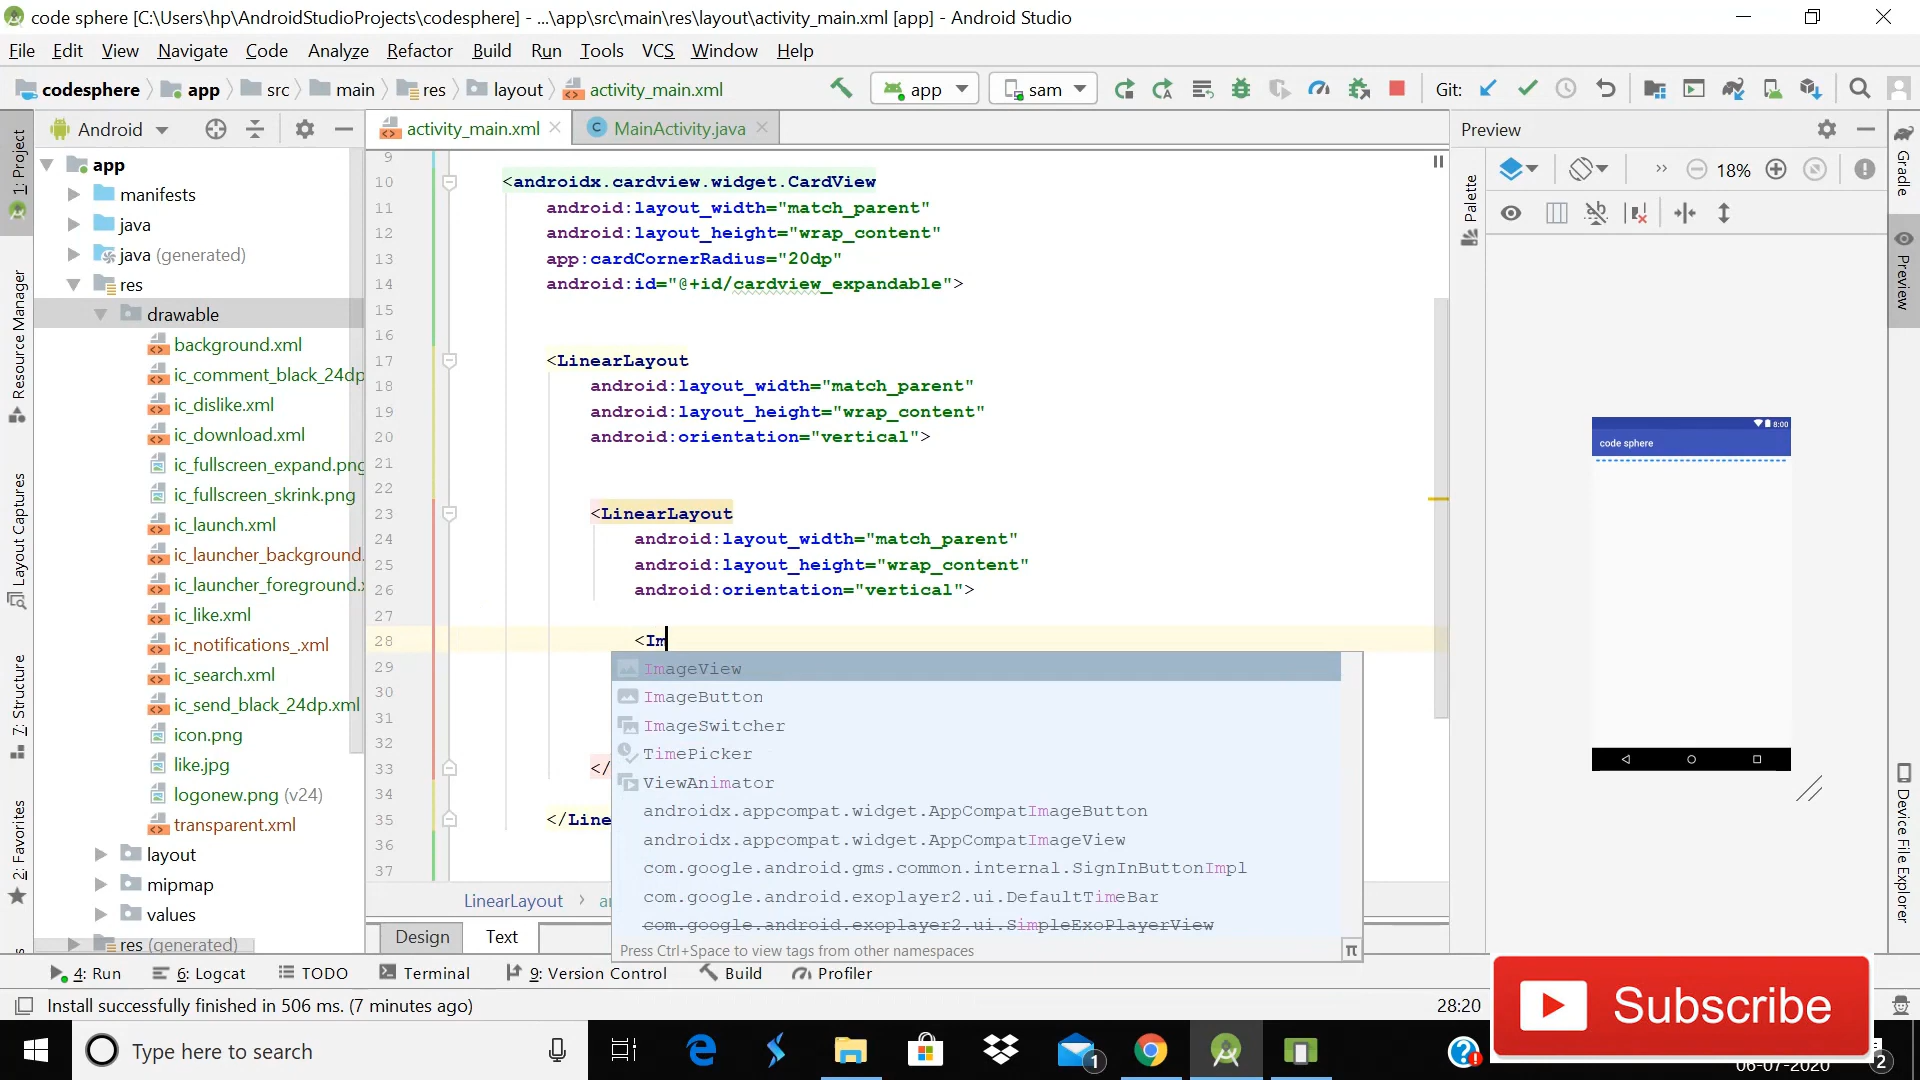 code sphere [C:\Users\hp\AndroidStudioProjects\codesphere] - ...\app\src\main\res\layout\activity_main.xml [app] - Android Studio
File Edit View Navigate Code Analyze Refactor Build Run Tools VCS Window Help
codesphere app src main res layout activity_main.xml app sam Git:
Android
activity_main.xml MainActivity.java
Preview
18%
1: Project
Resource Manager
Layout Captures
7: Structure
2: Favorites
app
manifests
java
java (generated)
res
drawable
background.xml
ic_comment_black_24dp
ic_dislike.xml
ic_download.xml
ic_fullscreen_expand.png
ic_fullscreen_skrink.png
ic_launch.xml
ic_launcher_background.
ic_launcher_foreground.x
ic_like.xml
ic_notifications_.xml
ic_search.xml
ic_send_black_24dp.xml
icon.png
like.jpg
logonew.png (v24)
transparent.xml
layout
mipmap
values
res (generated)
9
10 <androidx.cardview.widget.CardView
11 android:layout_width="match_parent"
12 android:layout_height="wrap_content"
13 app:cardCornerRadius="20dp"
14 android:id="@+id/cardview_expandable">
15
16
17 <LinearLayout
18 android:layout_width="match_parent"
19 android:layout_height="wrap_content"
20 android:orientation="vertical">
21
22
23 <LinearLayout
24 android:layout_width="match_parent"
25 android:layout_height="wrap_content"
26 android:orientation="vertical">
27
28 <Im
29
30
31
32
33 </
34
35 </Line
36
37
ImageView
ImageButton
ImageSwitcher
TimePicker
ViewAnimator
androidx.appcompat.widget.AppCompatImageButton
androidx.appcompat.widget.AppCompatImageView
com.google.android.gms.common.internal.SignInButtonImpl
com.google.android.exoplayer2.ui.DefaultTimeBar
com.google.android.exoplayer2.ui.SimpleExoPlayerView
Press Ctrl+Space to view tags from other namespaces
π
LinearLayout
Design Text
Palette
8:00
code sphere
Gradle
Preview
Device File Explorer
4: Run 6: Logcat TODO Terminal 9: Version Control Build Profiler
Install successfully finished in 506 ms. (7 minutes ago)
28:20
Subscribe
Type here to search
1
06-07-2020
2